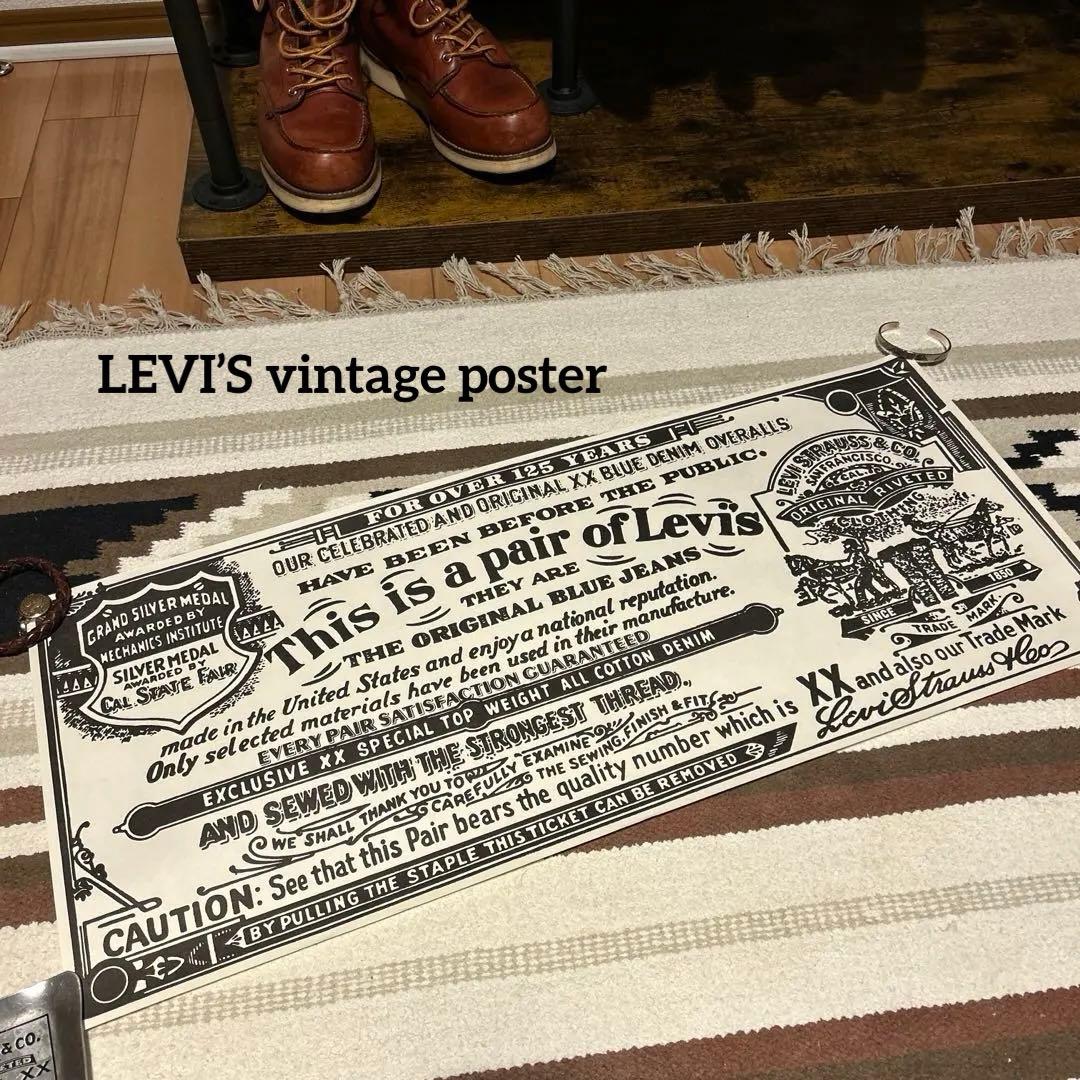 LEVI'S vintage poster
FOR OVER 125 YEARS
OUR CELEBRATED AND ORIGINAL XX BLUE DENIM OVERALLS
HAVE BEEN BEFORE THE PUBLIC.
This is a pair of Levi's
THEY ARE
THE ORIGINAL BLUE JEANS
made in the United States and enjoy a national reputation.
Only selected materials have been used in their manufacture.
EVERY PAIR SATISFACTION GUARANTEED
EXCLUSIVE XX SPECIAL TOP WEIGHT ALL COTTON DENIM
AND SEWED WITH THE STRONGEST THREAD.
WE SHALL THANK YOU TO CAREFULLY EXAMINE THE SEWING, FINISH & FIT
CAUTION: See that this Pair bears the quality number which is XX and also our Trade Mark
Levi Strauss & Co
BY PULLING THE STAPLE THIS TICKET CAN BE REMOVED
GRAND SILVER MEDAL
AWARDED BY
MECHANICS INSTITUTE
SILVER MEDAL
AWARDED BY
CAL. STATE FAIR
LEVI STRAUSS & CO.
SAN FRANCISCO
ORIGINAL RIVETED
CLOTHING
SINCE 1850
TRADE MARK
& CO.
XX